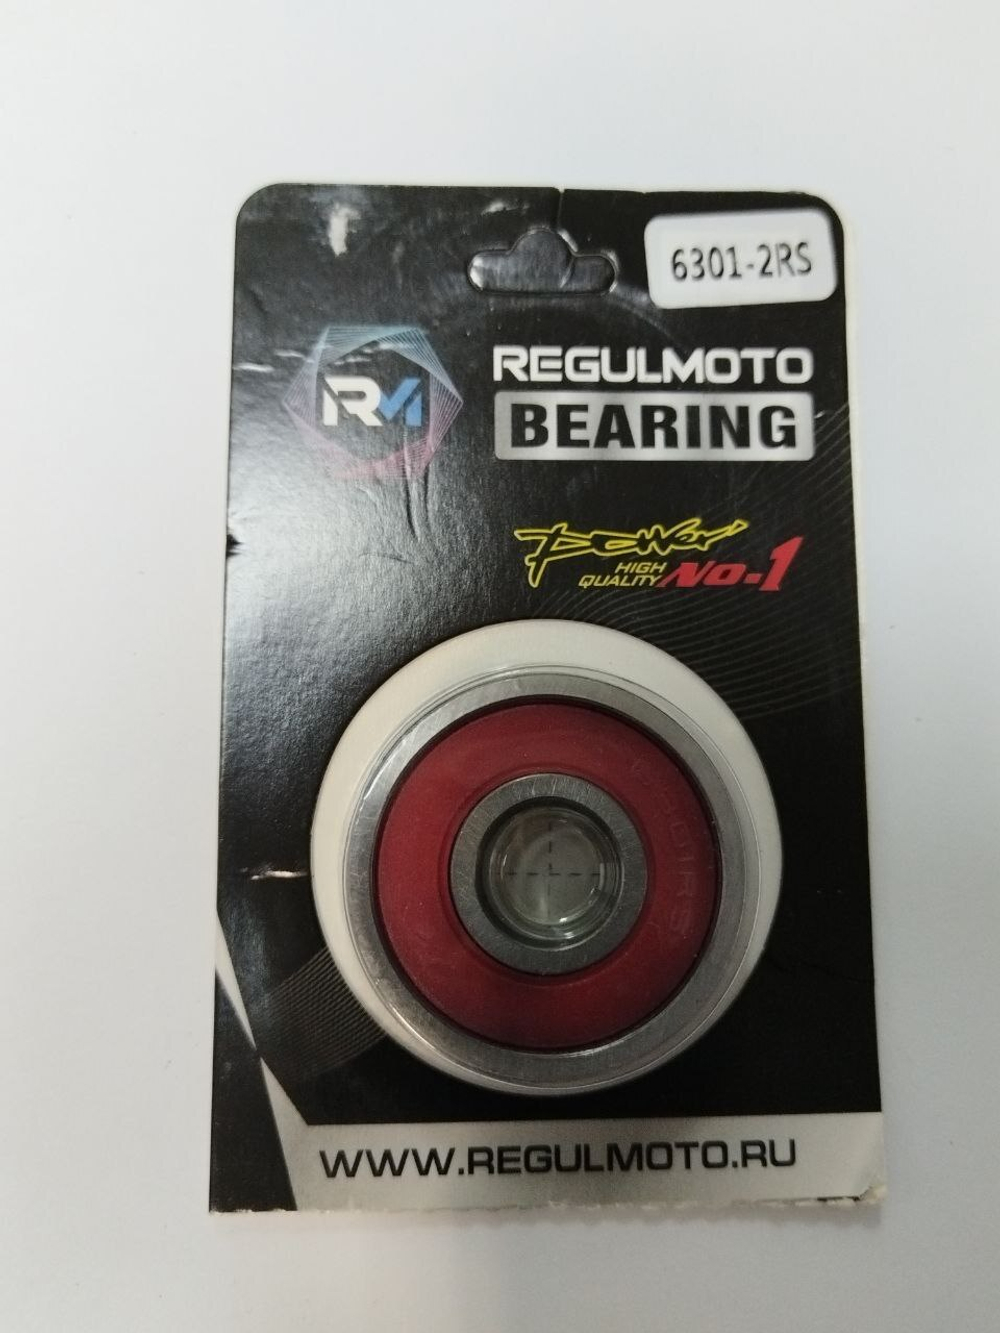 6301-2RS
RM
REGULMOTO
BEARING
power
HIGH
QUALITY No.1
WWW.REGULMOTO.RU